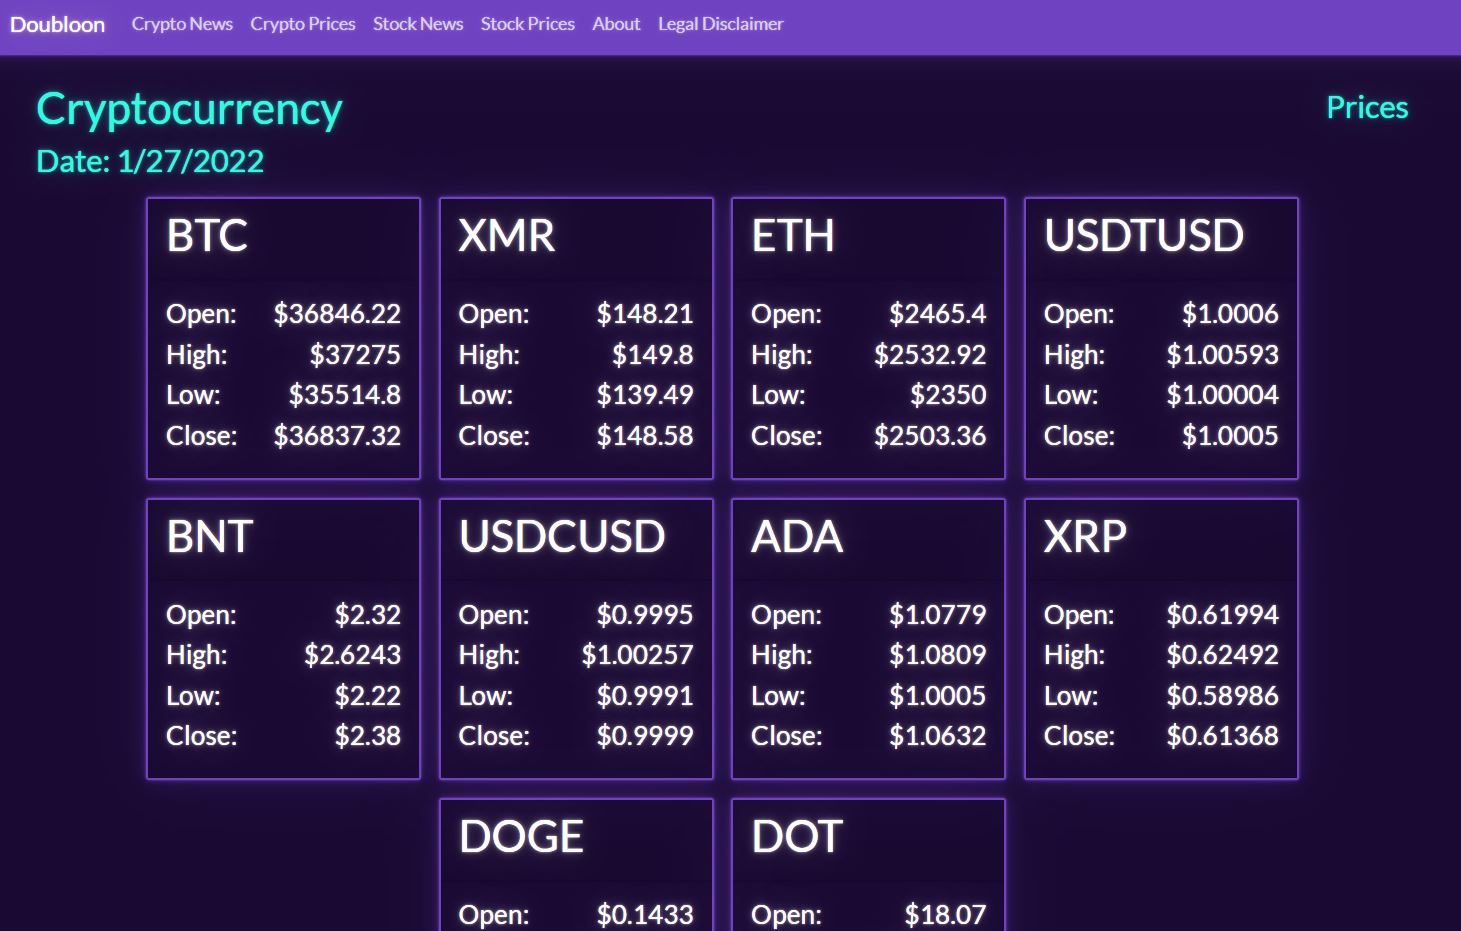 Doubloon Crypto News Crypto Prices Stock News Stock Prices About Legal Disclaimer
Cryptocurrency Prices
Date: 1/27/2022
BTC
Open: $36846.22
High: $37275
Low: $35514.8
Close: $36837.32
XMR
Open: $148.21
High: $149.8
Low: $139.49
Close: $148.58
ETH
Open: $2465.4
High: $2532.92
Low: $2350
Close: $2503.36
USDTUSD
Open: $1.0006
High: $1.00593
Low: $1.00004
Close: $1.0005
BNT
Open: $2.32
High: $2.6243
Low: $2.22
Close: $2.38
USDCUSD
Open: $0.9995
High: $1.00257
Low: $0.9991
Close: $0.9999
ADA
Open: $1.0779
High: $1.0809
Low: $1.0005
Close: $1.0632
XRP
Open: $0.61994
High: $0.62492
Low: $0.58986
Close: $0.61368
DOGE
Open: $0.1433
DOT
Open: $18.07